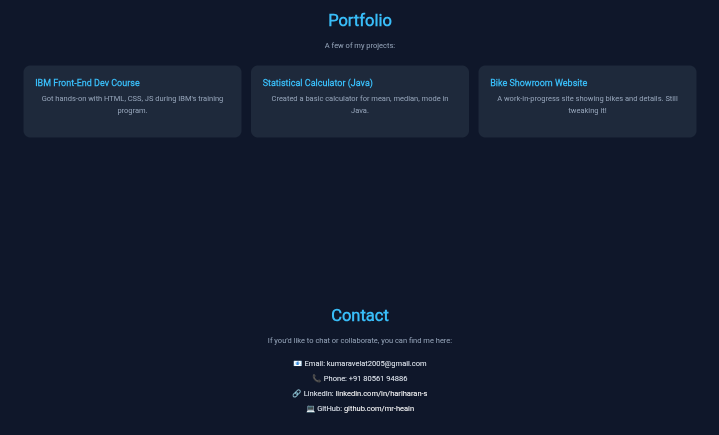 Portfolio
A few of my projects:
IBM Front-End Dev Course
Got hands-on with HTML, CSS, JS during IBM's training
program.
Statistical Calculator (Java)
Created a basic calculator for mean, median, mode in
Java.
Bike Showroom Website
A work-in-progress site showing bikes and details. Still
tweaking it!
Contact
If you'd like to chat or collaborate, you can find me here:
📧 Email: kumaravelat2005@gmail.com
📞 Phone: +91 80561 94886
🔗 LinkedIn: linkedin.com/in/hariharan-s
💻 GitHub: github.com/mr-heain